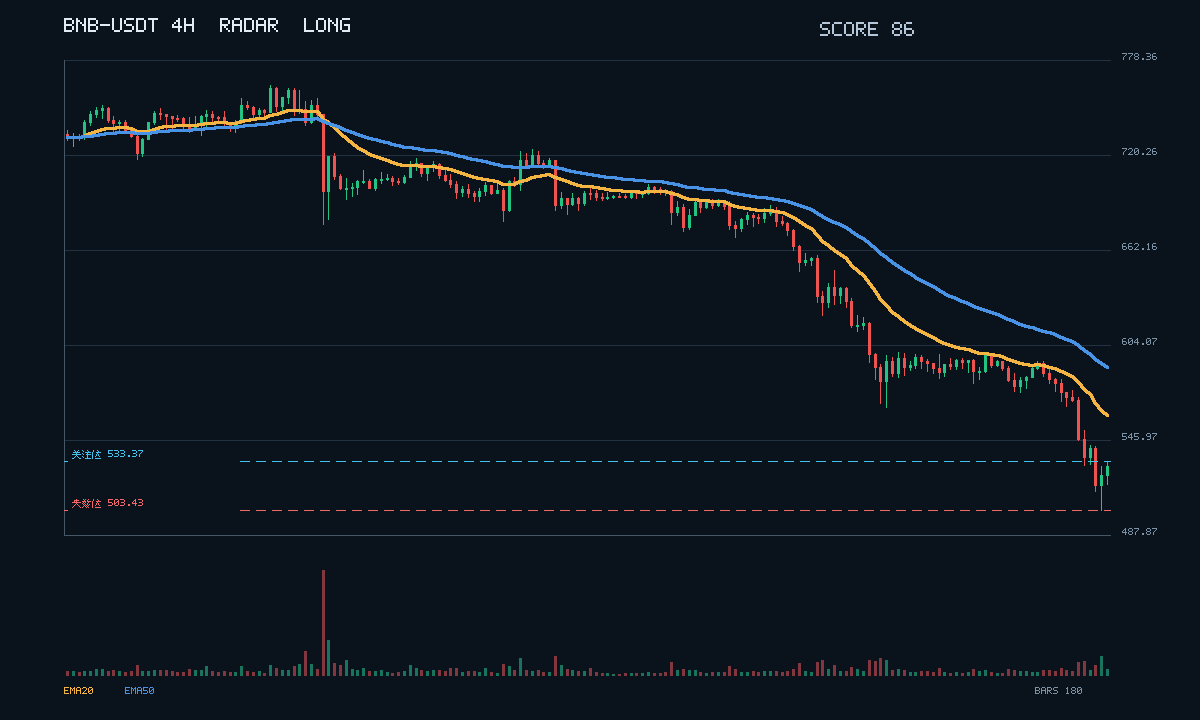 BNB-USDT 4H RADAR LONG
SCORE 86
778.36
720.26
662.16
604.07
545.97
关注位 533.37
失效位 503.43
487.87
EMA20 EMA50
BARS 180